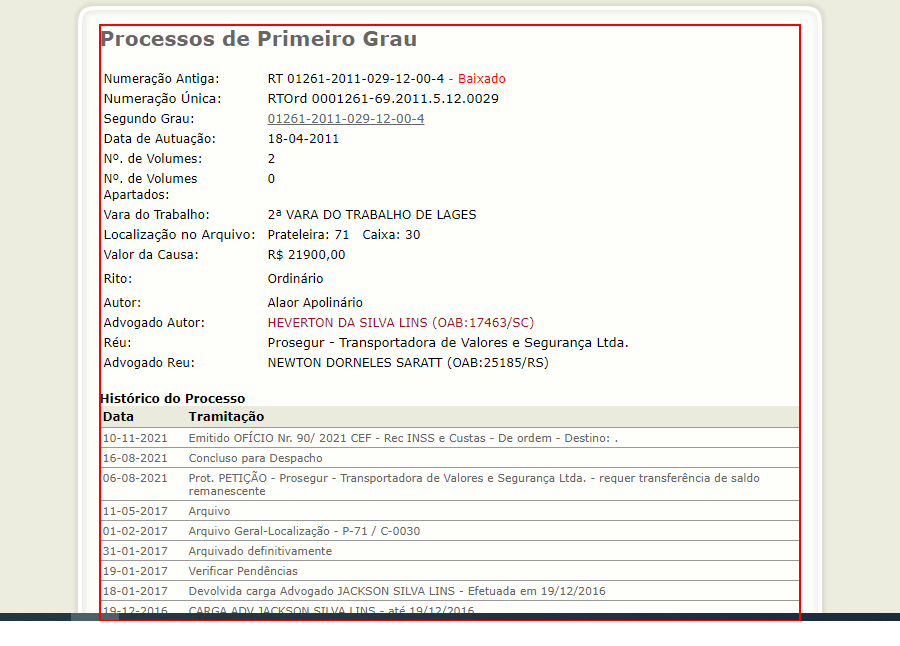 Processos de Primeiro Grau
Numeração Antiga: RT 01261-2011-029-12-00-4 - Baixado
Numeração Única: RTOrd 0001261-69.2011.5.12.0029
Segundo Grau: 01261-2011-029-12-00-4
Data de Autuação: 18-04-2011
Nº. de Volumes: 2
Nº. de Volumes 0
Apartados:
Vara do Trabalho: 2ª VARA DO TRABALHO DE LAGES
Localização no Arquivo: Prateleira: 71 Caixa: 30
Valor da Causa: R$ 21900,00
Rito: Ordinário
Autor: Alaor Apolinário
Advogado Autor: HEVERTON DA SILVA LINS (OAB:17463/SC)
Réu: Prosegur - Transportadora de Valores e Segurança Ltda.
Advogado Reu: NEWTON DORNELES SARATT (OAB:25185/RS)
Histórico do Processo
Data Tramitação
10-11-2021 Emitido OFÍCIO Nr. 90/ 2021 CEF - Rec INSS e Custas - De ordem - Destino: .
16-08-2021 Concluso para Despacho
06-08-2021 Prot. PETIÇÃO - Prosegur - Transportadora de Valores e Segurança Ltda. - requer transferência de saldo
remanescente
11-05-2017 Arquivo
01-02-2017 Arquivo Geral-Localização - P-71 / C-0030
31-01-2017 Arquivado definitivamente
19-01-2017 Verificar Pendências
18-01-2017 Devolvida carga Advogado JACKSON SILVA LINS - Efetuada em 19/12/2016
19-12-2016 CARGA ADV JACKSON SILVA LINS - até 19/12/2016